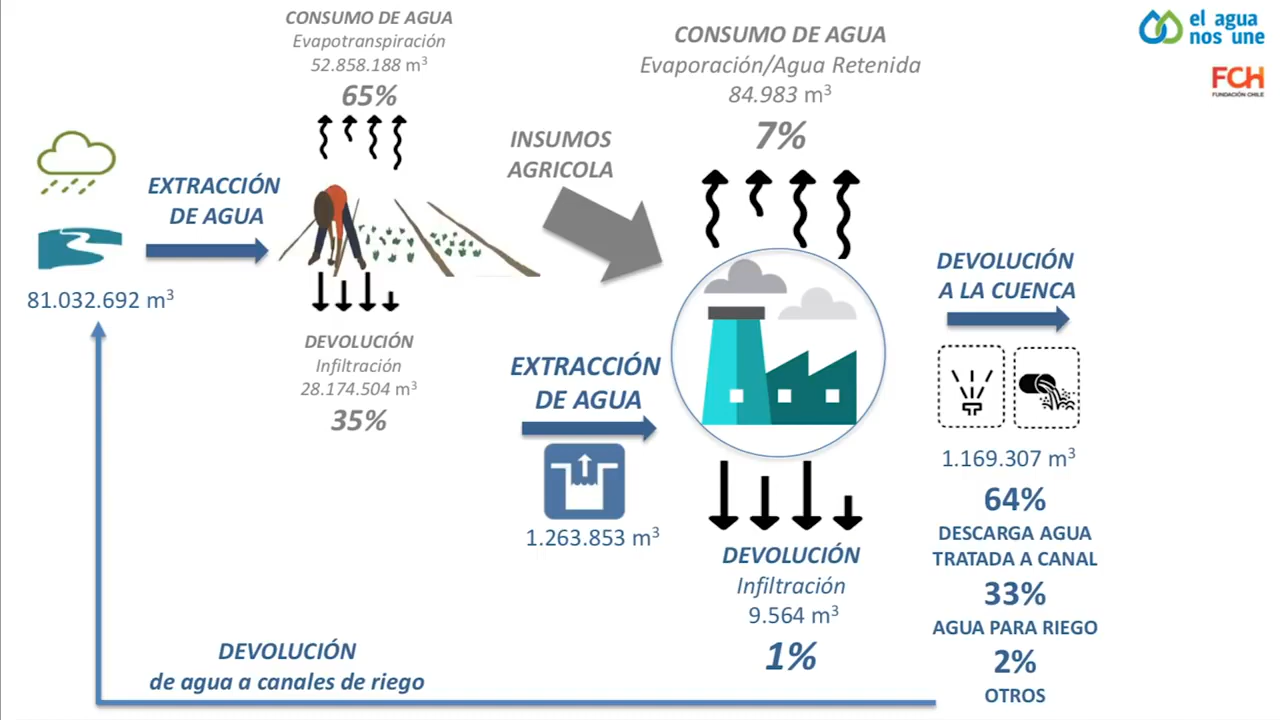 CONSUMO DE AGUA
Evapotranspiración
52.858.188 m³
65%
EXTRACCIÓN
DE AGUA
81.032.692 m³
DEVOLUCIÓN
Infiltración
28.174.504 m³
35%
INSUMOS
AGRICOLA
CONSUMO DE AGUA
Evaporación/Agua Retenida
84.983 m³
7%
EXTRACCIÓN
DE AGUA
1.263.853 m³
DEVOLUCIÓN
Infiltración
9.564 m³
1%
DEVOLUCIÓN
A LA CUENCA
1.169.307 m³
64%
DESCARGA AGUA
TRATADA A CANAL
33%
AGUA PARA RIEGO
2%
OTROS
DEVOLUCIÓN
de agua a canales de riego
el agua
nos une
FCH
FUNDACIÓN CHILE